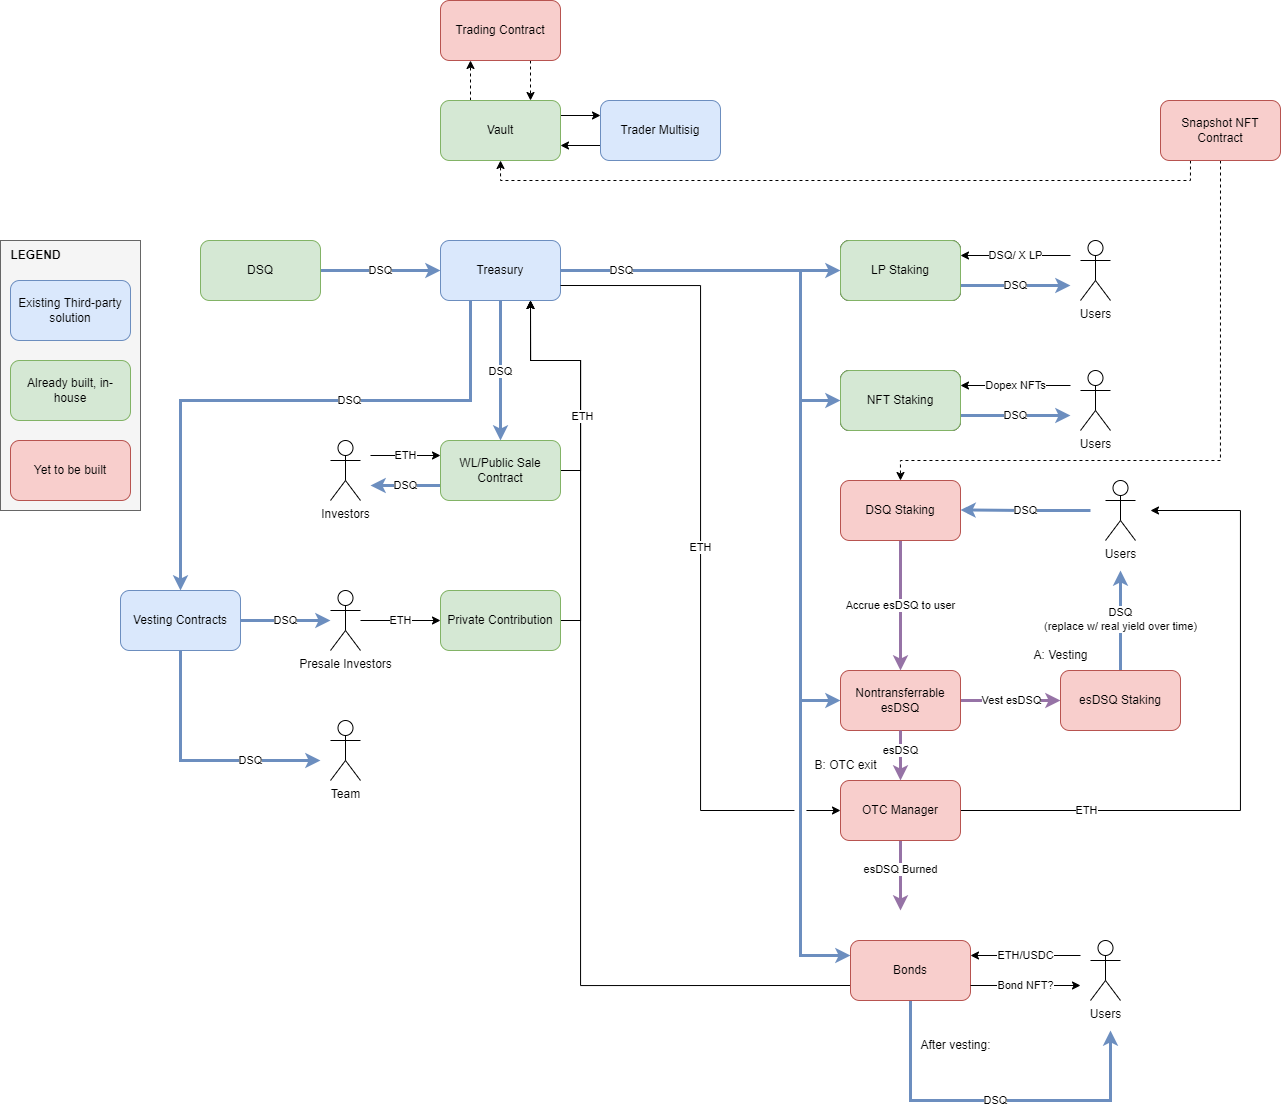 Trading Contract
Vault
Trader Multisig
Snapshot NFT
Contract
LEGEND
Existing Third-party
solution
Already built, in-
house
Yet to be built
DSQ
DSQ
Treasury
DSQ
LP Staking
DSQ/ X LP
DSQ
Users
DSQ
DSQ
ETH
NFT Staking
Dopex NFTs
DSQ
Users
Investors
ETH
DSQ
WL/Public Sale
Contract
ETH
DSQ Staking
DSQ
Users
Vesting Contracts
DSQ
Presale Investors
ETH
Private Contribution
Accrue esDSQ to user
DSQ
(replace w/ real yield over time)
A: Vesting
Nontransferrable
esDSQ
Vest esDSQ
esDSQ Staking
DSQ
Team
esDSQ
B: OTC exit
OTC Manager
ETH
esDSQ Burned
Bonds
ETH/USDC
Bond NFT?
Users
After vesting:
DSQ